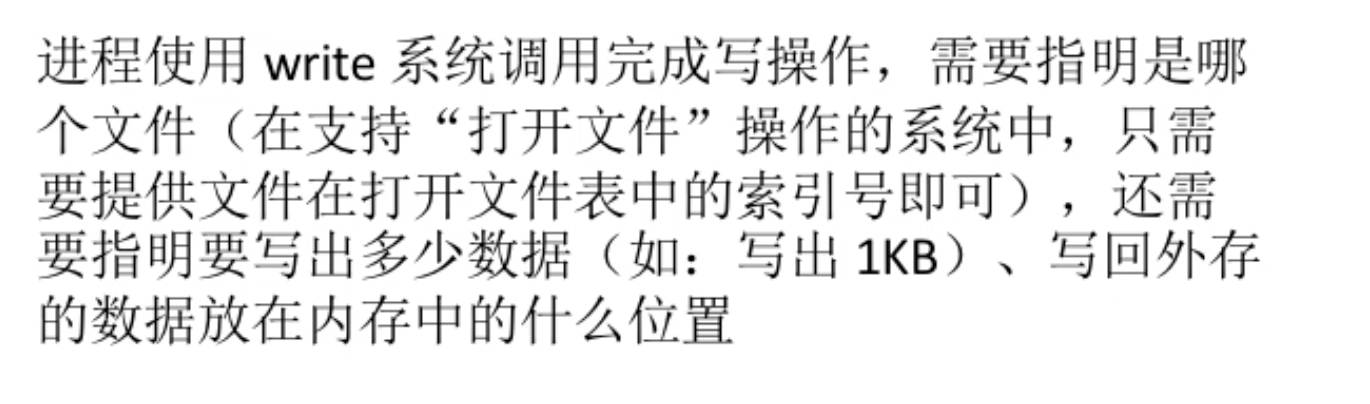 进程使用 write 系统调用完成写操作，需要指明是哪
个文件（在支持“打开文件”操作的系统中，只需
要提供文件在打开文件表中的索引号即可），还需
要指明要写出多少数据（如：写出 1KB）、写回外存
的数据放在内存中的什么位置